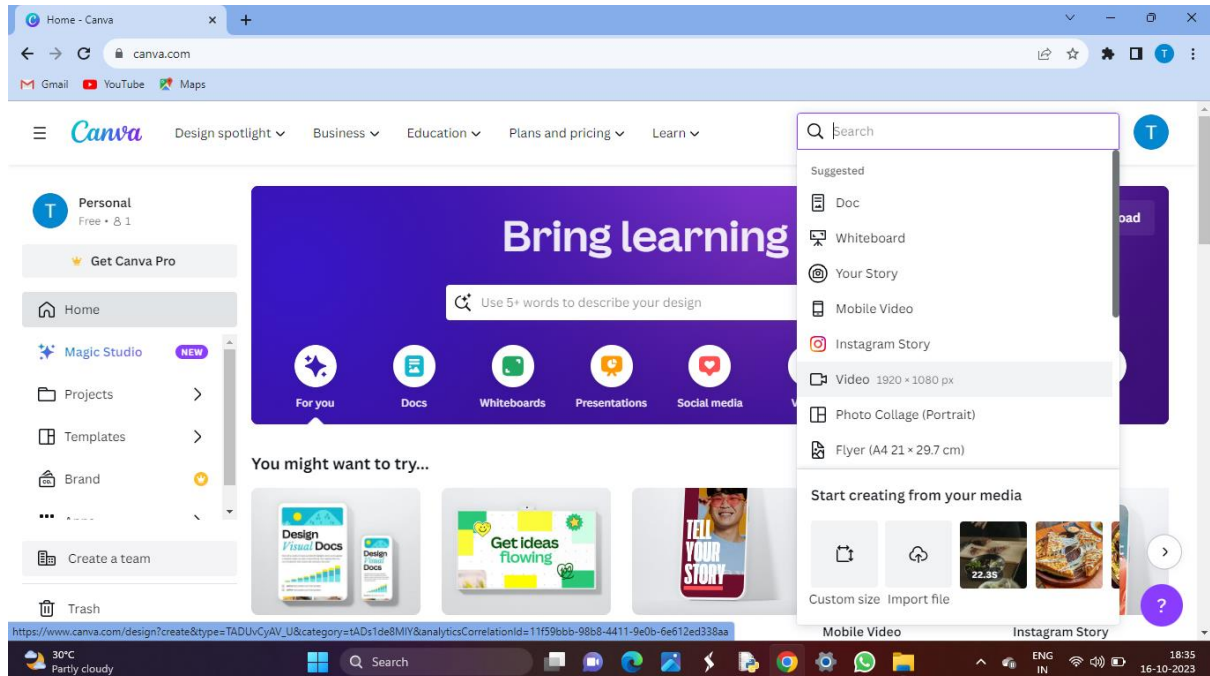 Home - Canva
canva.com
Gmail YouTube Maps
Canva Design spotlight Business Education Plans and pricing Learn
Search
T
Suggested
Doc
Whiteboard
Your Story
Mobile Video
Instagram Story
Video 1920 × 1080 px
Photo Collage (Portrait)
Flyer (A4 21 × 29.7 cm)
Start creating from your media
22.35
Custom size Import file
T
Personal
Free • 1
Get Canva Pro
Home
Magic Studio NEW
Projects
Templates
Brand
Create a team
Trash
Bring learning
Use 5+ words to describe your design
For you Docs Whiteboards Presentations Social media
You might want to try...
Design
Visual Docs
Design
Visual
Docs
Get ideas
flowing
TELL
YOUR
STORY
Mobile Video Instagram Story
?
https://www.canva.com/design?create&type=TADUvCyAV_U&category=tADs1de8MIY&analyticsCorrelationId=11f59bbb-98b8-4411-9e0b-6e612ed338aa
30°C
Partly cloudy
Search
ENG
IN
18:35
16-10-2023